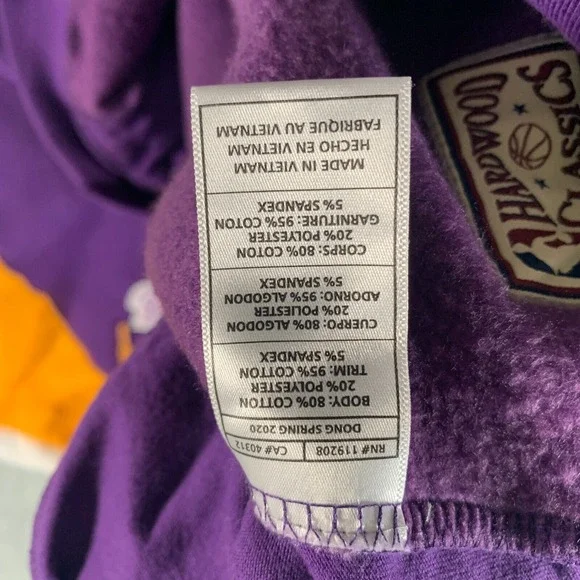 RN# 119208 CA# 40312
DONG SPRING 2020
BODY: 80% COTTON
20% POLYESTER
TRIM: 95% COTTON
5% SPANDEX
CUERPO: 80% ALGODON
20% POLIESTER
ADORNO: 95% ALGODON
5% SPANDEX
CORPS: 80% COTON
20% POLYESTER
GARNITURE: 95% COTON
5% SPANDEX
MADE IN VIETNAM
HECHO EN VIETNAM
FABRIQUE AU VIETNAM
HARDWOOD
CLASSICS